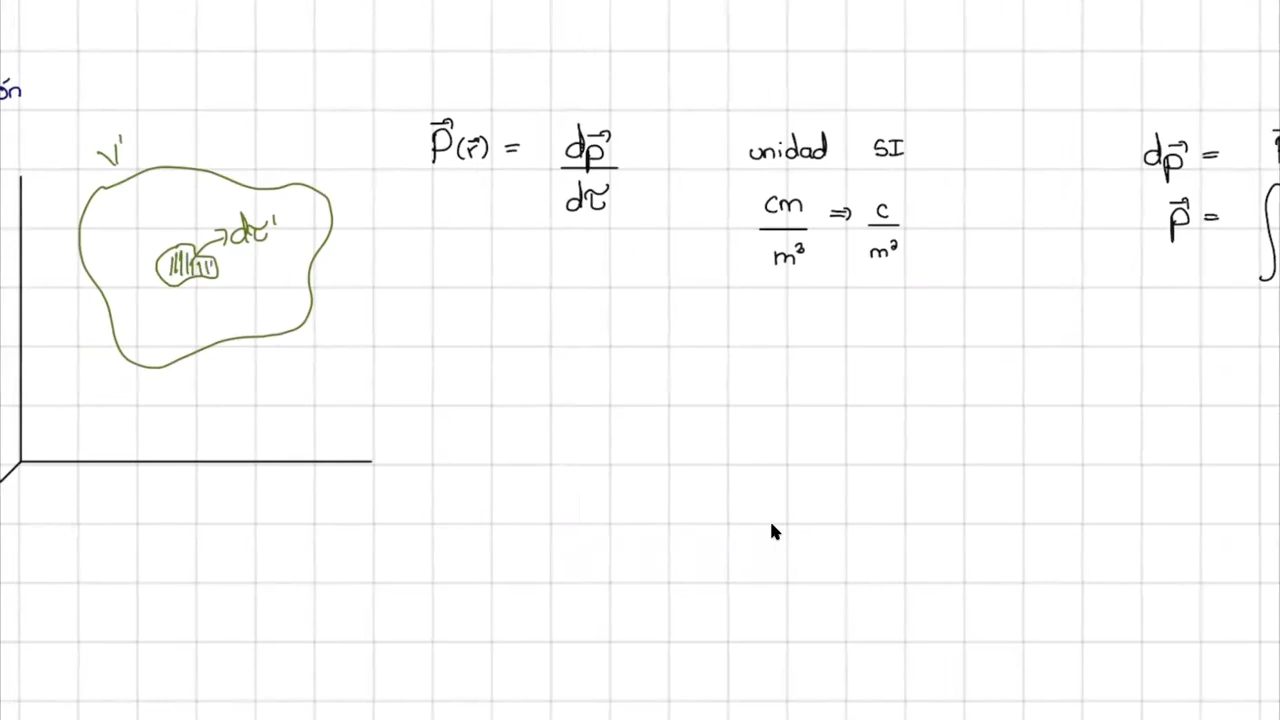 ón
V'
dτ'
P⃗(r⃗) = dp⃗/dτ
unidad SI
cm/m³ ⇒ c/m²
dp⃗ =
p⃗ = ∫